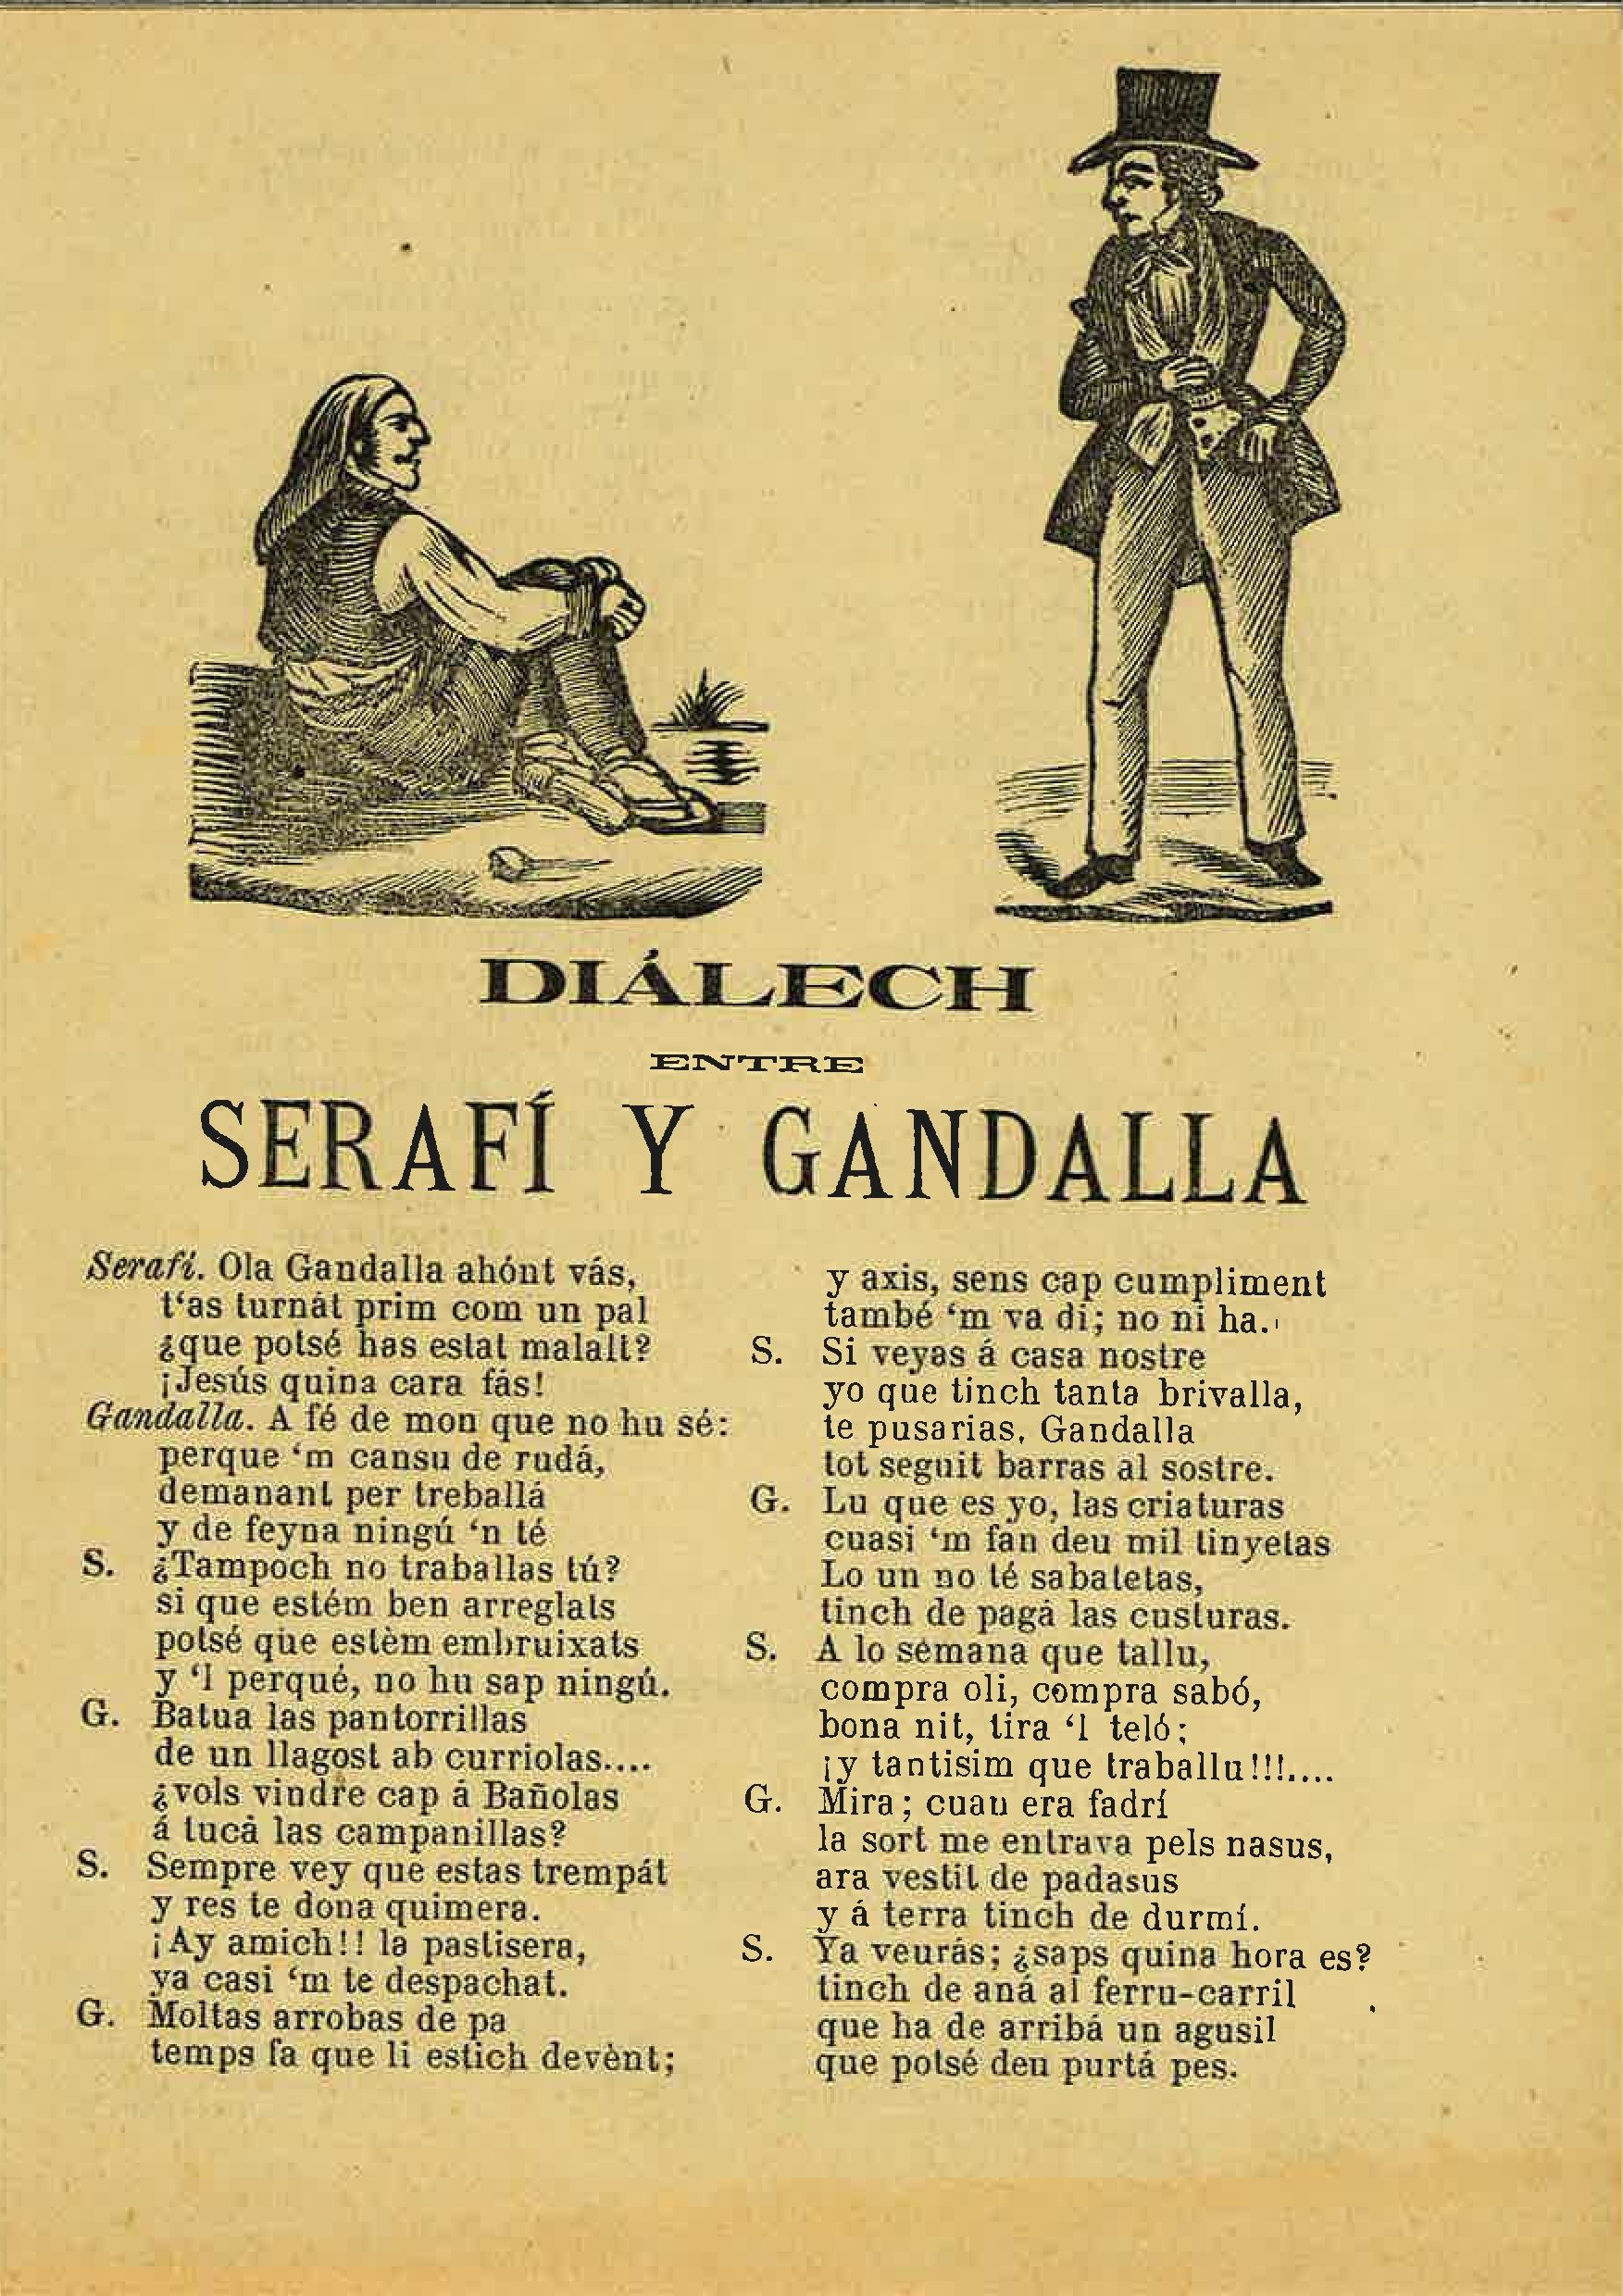 DIÁLECH
ENTRE
SERAFÍ Y GANDALLA
Serafí. Ola Gandalla ahónt vás,
t‘as turnát prim com un pal
¿que potsé has estat malalt?
¡Jesús quina cara fás!
Gandalla. A fé de mon que no hu sé:
perque ‘m cansu de rudá,
demanant per treballá
y de feyna ningú ‘n té
S. ¿Tampoch no traballas tú?
si que estém ben arreglats
potsé que estèm embruixats
y ‘l perqué, no hu sap ningú.
G. Batua las pantorrillas
de un llagost ab curriolas....
¿vols vindre cap á Bañolas
á tucà las campanillas?
S. Sempre vey que estas trempát
y res te dona quimera.
¡Ay amich!! la pastisera,
ya casi ‘m te despachat.
G. Moltas arrobas de pa
temps fa que li estich devènt;
y axis, sens cap cumpliment
també ‘m va di; no ni ha.
S. Si veyas á casa nostre
yo que tinch tanta brivalla,
te pusarias, Gandalla
tot seguit barras al sostre.
G. Lu que es yo, las criaturas
cuasi ‘m fan deu mil tinyetas
Lo un no té sabatetas,
tinch de pagà las custuras.
S. A lo semana que tallu,
compra oli, compra sabó,
bona nit, tira ‘l teló;
¡y tantisim que traballu!!!....
G. Mira; cuan era fadrí
la sort me entrava pels nasus,
ara vestit de padasus
y á terra tinch de durmí.
S. Ya veurás; ¿saps quina hora es?
tinch de aná al ferru-carril
que ha de arribá un agusil
que potsé deu purtá pes.